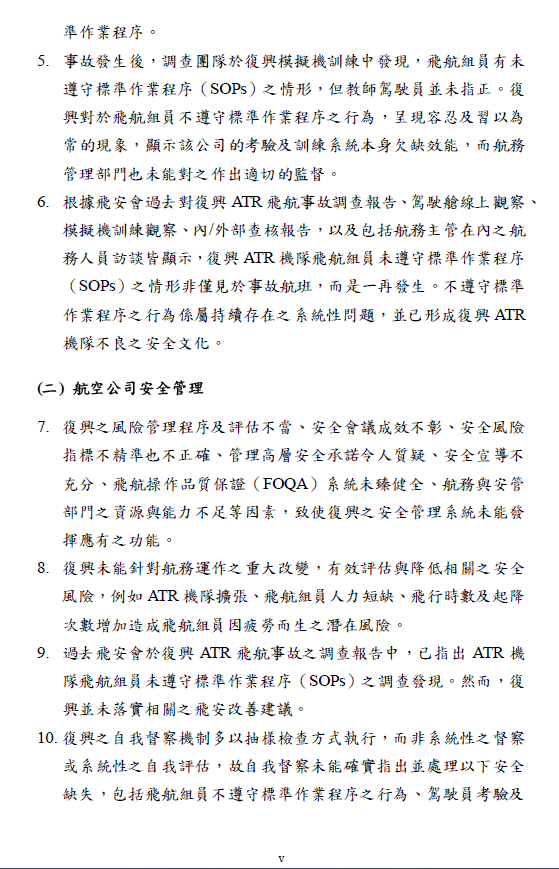 準作業程序。
5. 事故發生後，調查團隊於復興模擬機訓練中發現，飛航組員有未
遵守標準作業程序（SOPs）之情形，但教師駕駛員並未指正。復
興對於飛航組員不遵守標準作業程序之行為，呈現容忍及習以為
常的現象，顯示該公司的考驗及訓練系統本身欠缺效能，而航務
管理部門也未能對之作出適切的監督。
6. 根據飛安會過去對復興 ATR 飛航事故調查報告、駕駛艙線上觀察、
模擬機訓練觀察、內/外部查核報告，以及包括航務主管在內之航
務人員訪談皆顯示，復興 ATR 機隊飛航組員未遵守標準作業程序
（SOPs）之情形非僅見於事故航班，而是一再發生。不遵守標準
作業程序之行為係屬持續存在之系統性問題，並已形成復興 ATR
機隊不良之安全文化。
(二) 航空公司安全管理
7. 復興之風險管理程序及評估不當、安全會議成效不彰、安全風險
指標不精準也不正確、管理高層安全承諾令人質疑、安全宣導不
充分、飛航操作品質保證（FOQA）系統未臻健全、航務與安管
部門之資源與能力不足等因素，致使復興之安全管理系統未能發
揮應有之功能。
8. 復興未能針對航務運作之重大改變，有效評估與降低相關之安全
風險，例如 ATR 機隊擴張、飛航組員人力短缺、飛行時數及起降
次數增加造成飛航組員因疲勞而生之潛在風險。
9. 過去飛安會於復興 ATR 飛航事故之調查報告中，已指出 ATR 機
隊飛航組員未遵守標準作業程序（SOPs）之調查發現。然而，復
興並未落實相關之飛安改善建議。
10. 復興之自我督察機制多以抽樣檢查方式執行，而非系統性之督察
或系統性之自我評估，故自我督察未能確實指出並處理以下安全
缺失，包括飛航組員不遵守標準作業程序之行為、駕駛員考驗及
v